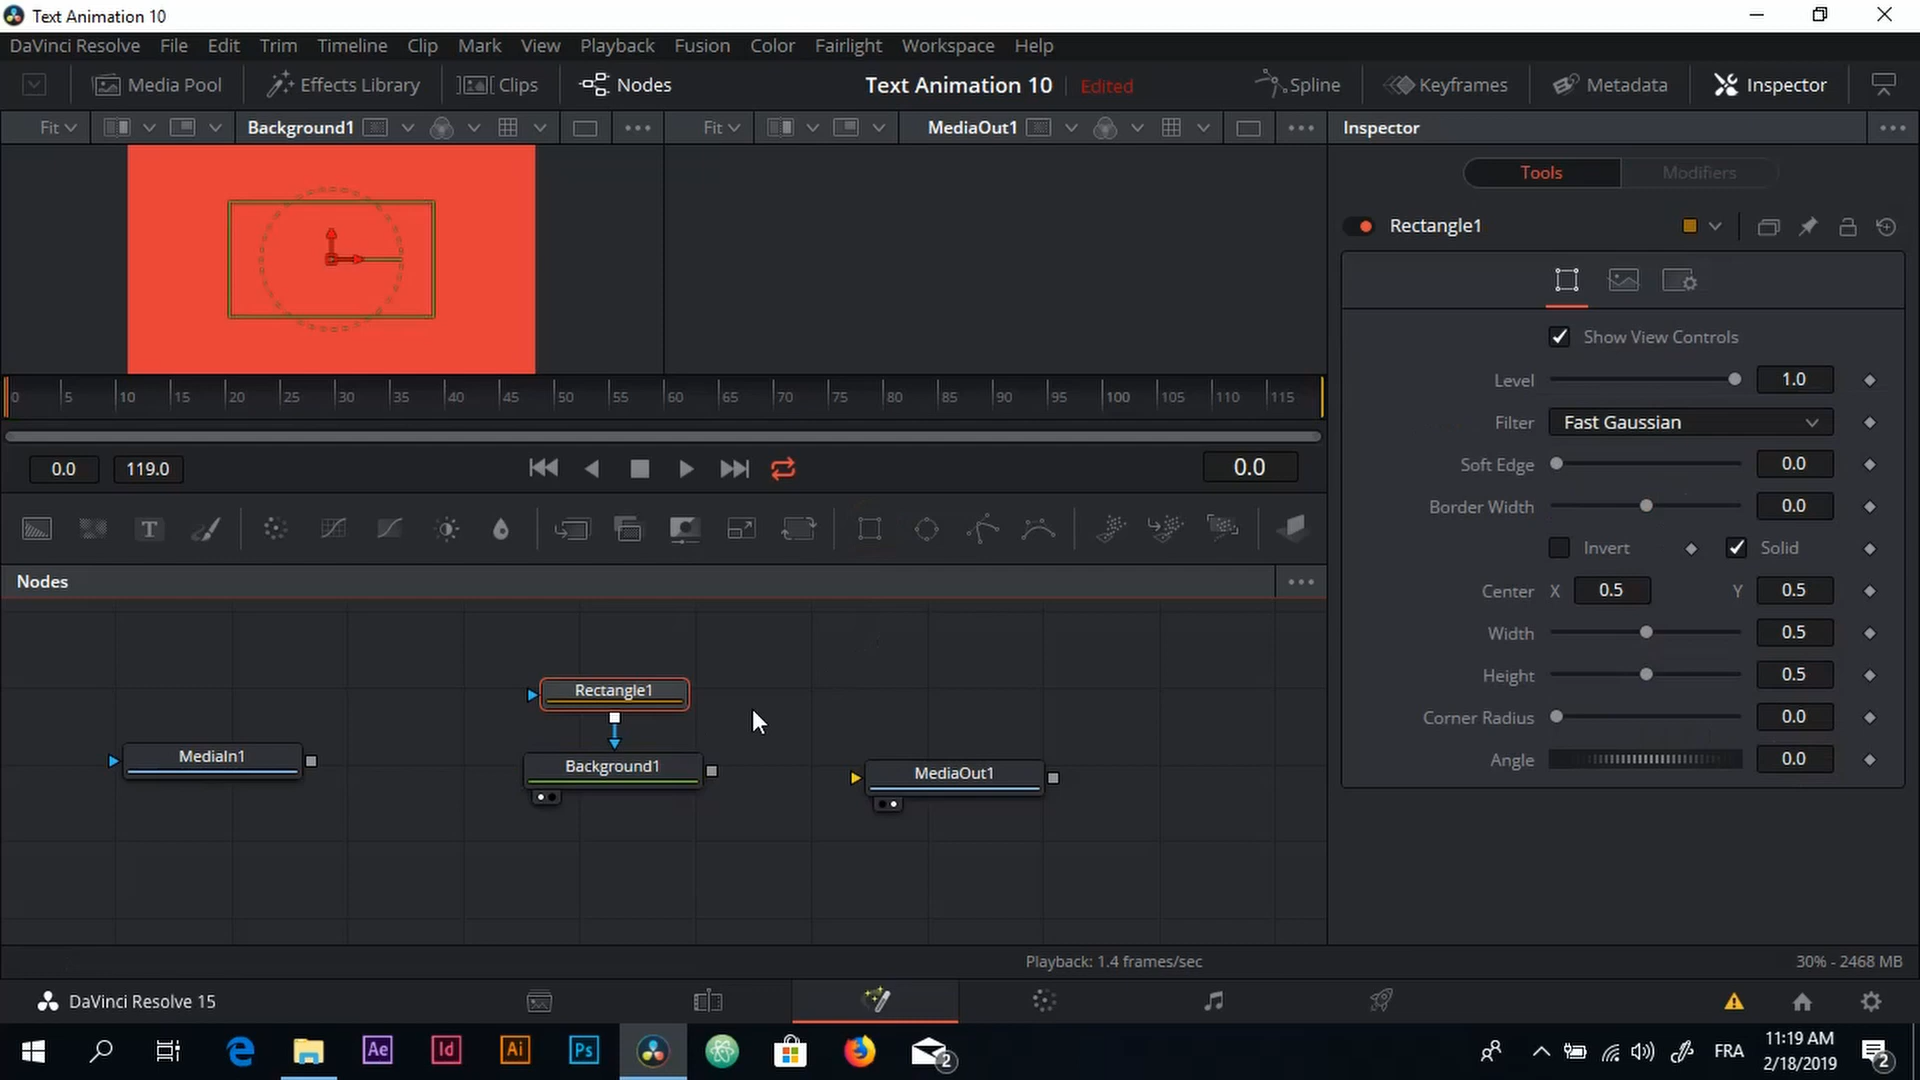 Text Animation 10
DaVinci Resolve File Edit Trim Timeline Clip Mark View Playback Fusion Color Fairlight Workspace Help
Media Pool Effects Library Clips Nodes Text Animation 10 Edited Spline Keyframes Metadata Inspector
Fit Background1 Fit MediaOut1 Inspector
Tools Modifiers
Rectangle1
Show View Controls
Level 1.0
Filter Fast Gaussian
Soft Edge 0.0
Border Width 0.0
Invert Solid
Center X 0.5 Y 0.5
Width 0.5
Height 0.5
Corner Radius 0.0
Angle 0.0
0 5 10 15 20 25 30 35 40 45 50 55 60 65 70 75 80 85 90 95 100 105 110 115
0.0 119.0 0.0
T
Nodes
Rectangle1
MediaIn1
Background1
MediaOut1
Playback: 1.4 frames/sec 30% - 2468 MB
DaVinci Resolve 15
Ae Id Ai Ps 2 FRA 11:19 AM 2
2/18/2019